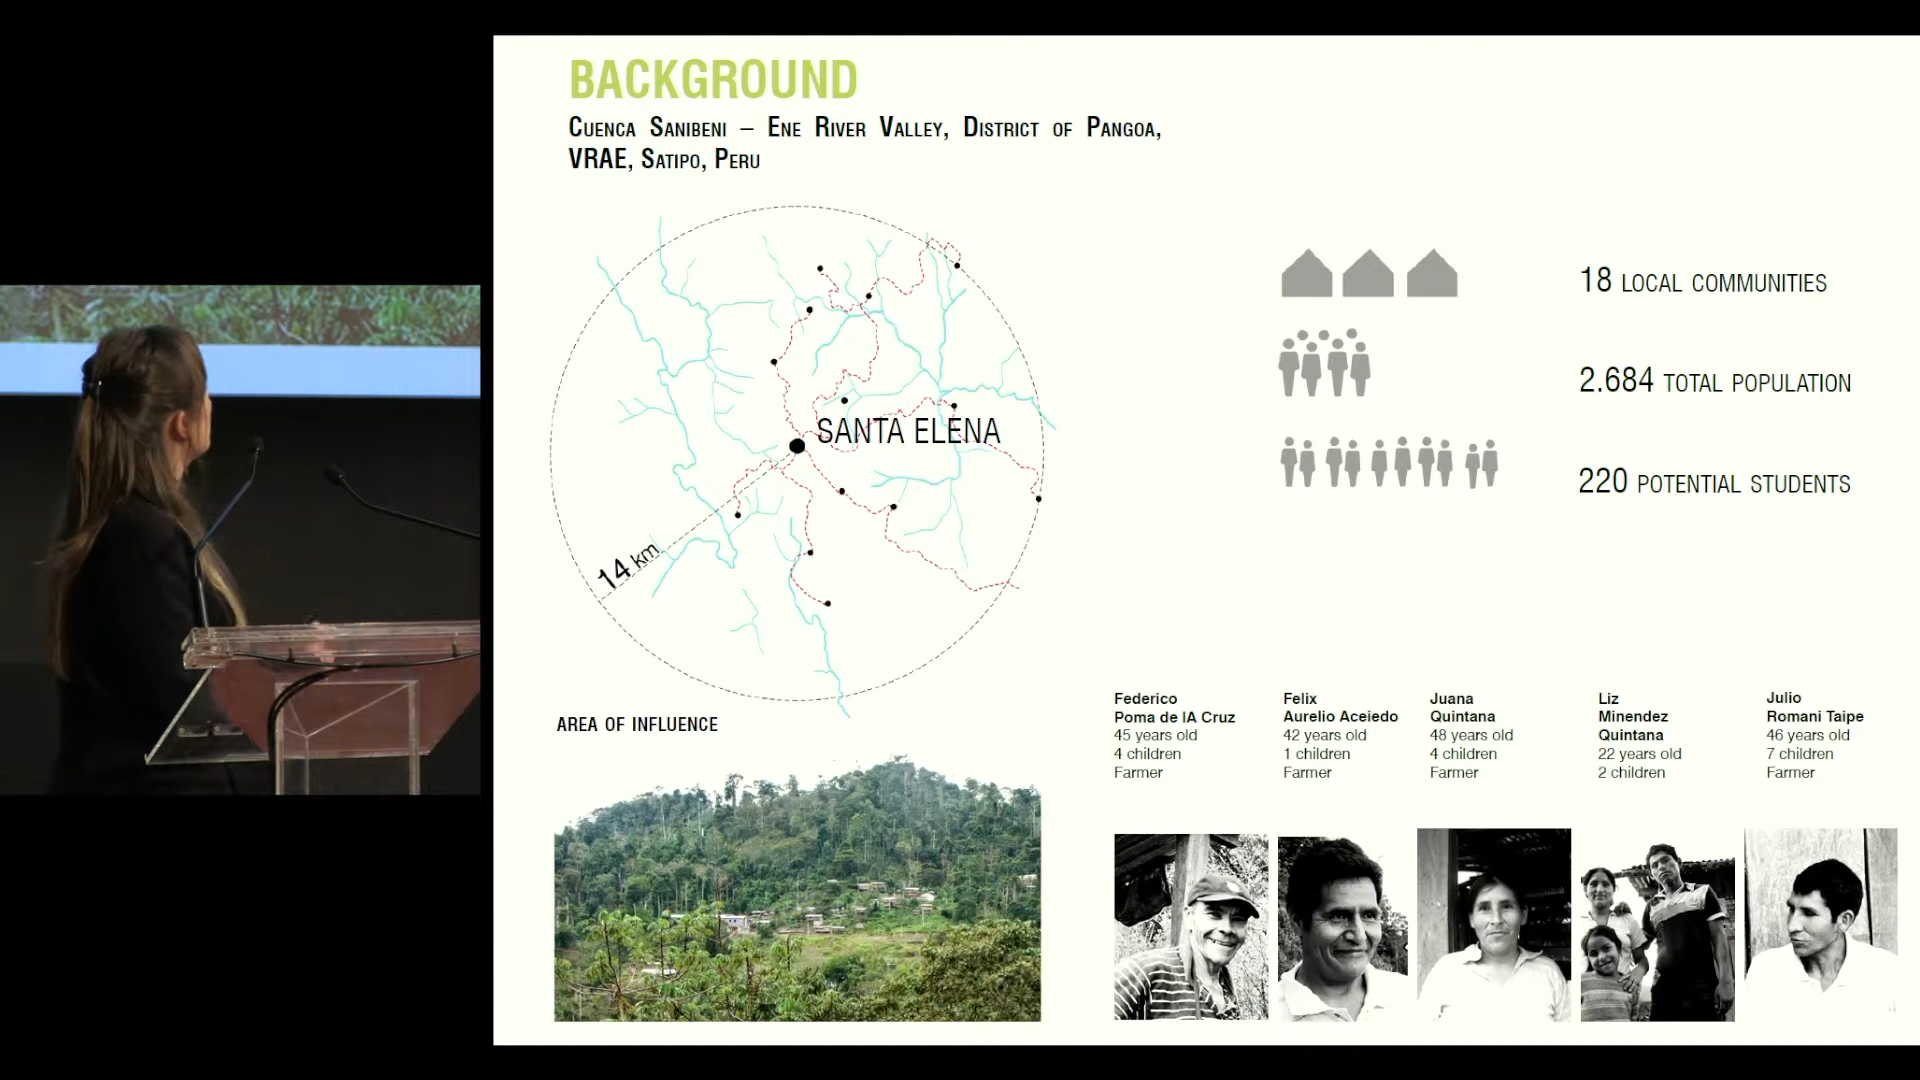 BACKGROUND
CUENCA SANIBENI – ENE RIVER VALLEY, DISTRICT OF PANGOA,
VRAE, SATIPO, PERU
SANTA ELENA
14 km
AREA OF INFLUENCE
18 LOCAL COMMUNITIES
2.684 TOTAL POPULATION
220 POTENTIAL STUDENTS
Federico
Poma de lA Cruz
45 years old
4 children
Farmer
Felix
Aurelio Aceiedo
42 years old
1 children
Farmer
Juana
Quintana
48 years old
4 children
Farmer
Liz
Minendez
Quintana
22 years old
2 children
Julio
Romani Taipe
46 years old
7 children
Farmer